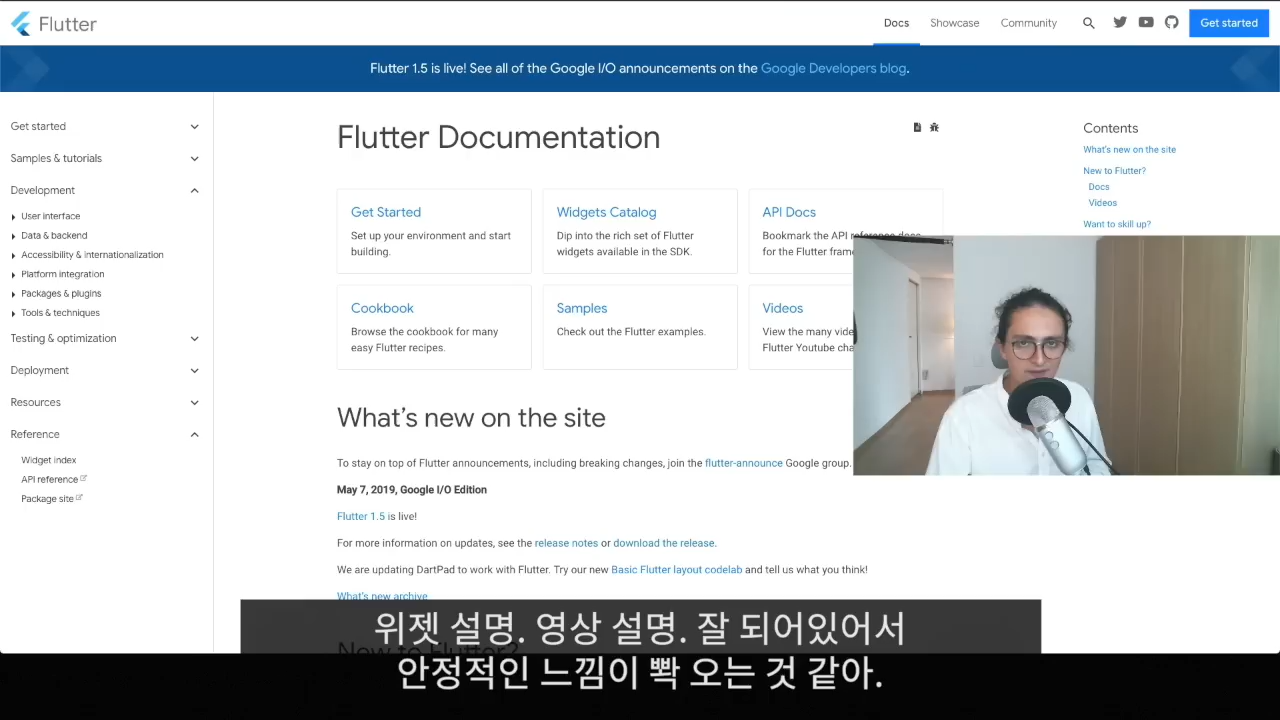 Flutter
Docs
Showcase
Community
Get started
Flutter 1.5 is live! See all of the Google I/O announcements on the Google Developers blog.
Get started
Samples & tutorials
Development
User interface
Data & backend
Accessibility & internationalization
Platform integration
Packages & plugins
Tools & techniques
Testing & optimization
Deployment
Resources
Reference
Widget index
API reference
Package site
Flutter Documentation
Get Started
Set up your environment and start
building.
Widgets Catalog
Dip into the rich set of Flutter
widgets available in the SDK.
API Docs
Bookmark the API reference docs
for the Flutter
Cookbook
Browse the cookbook for many
easy Flutter recipes.
Samples
Check out the Flutter examples.
Videos
View the many
Flutter Youtube
What's new on the site
To stay on top of Flutter announcements, including breaking changes, join the flutter-announce Google group.
May 7, 2019, Google I/O Edition
Flutter 1.5 is live!
For more information on updates, see the release notes or download the release.
We are updating DartPad to work with Flutter. Try our new Basic Flutter layout codelab and tell us what you think!
What's new archive
New to Flutter?
Contents
What's new on the site
New to Flutter?
Docs
Videos
Want to skill up?
위젯 설명. 영상 설명. 잘 되어있어서
안정적인 느낌이 빡 오는 것 같아.